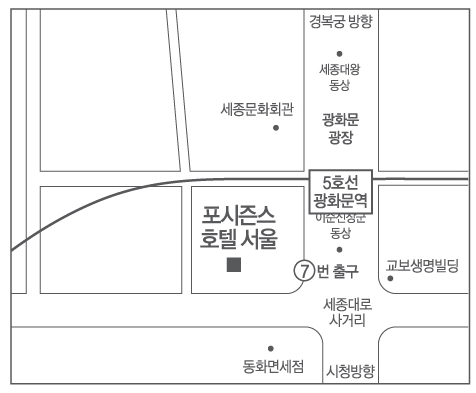 경복궁 방향
세종대왕
동상
세종문화회관
광화문
광장
5호선
광화문역
이순신장군
동상
포시즌스
호텔 서울
7번 출구
교보생명빌딩
세종대로
사거리
동화면세점
시청방향